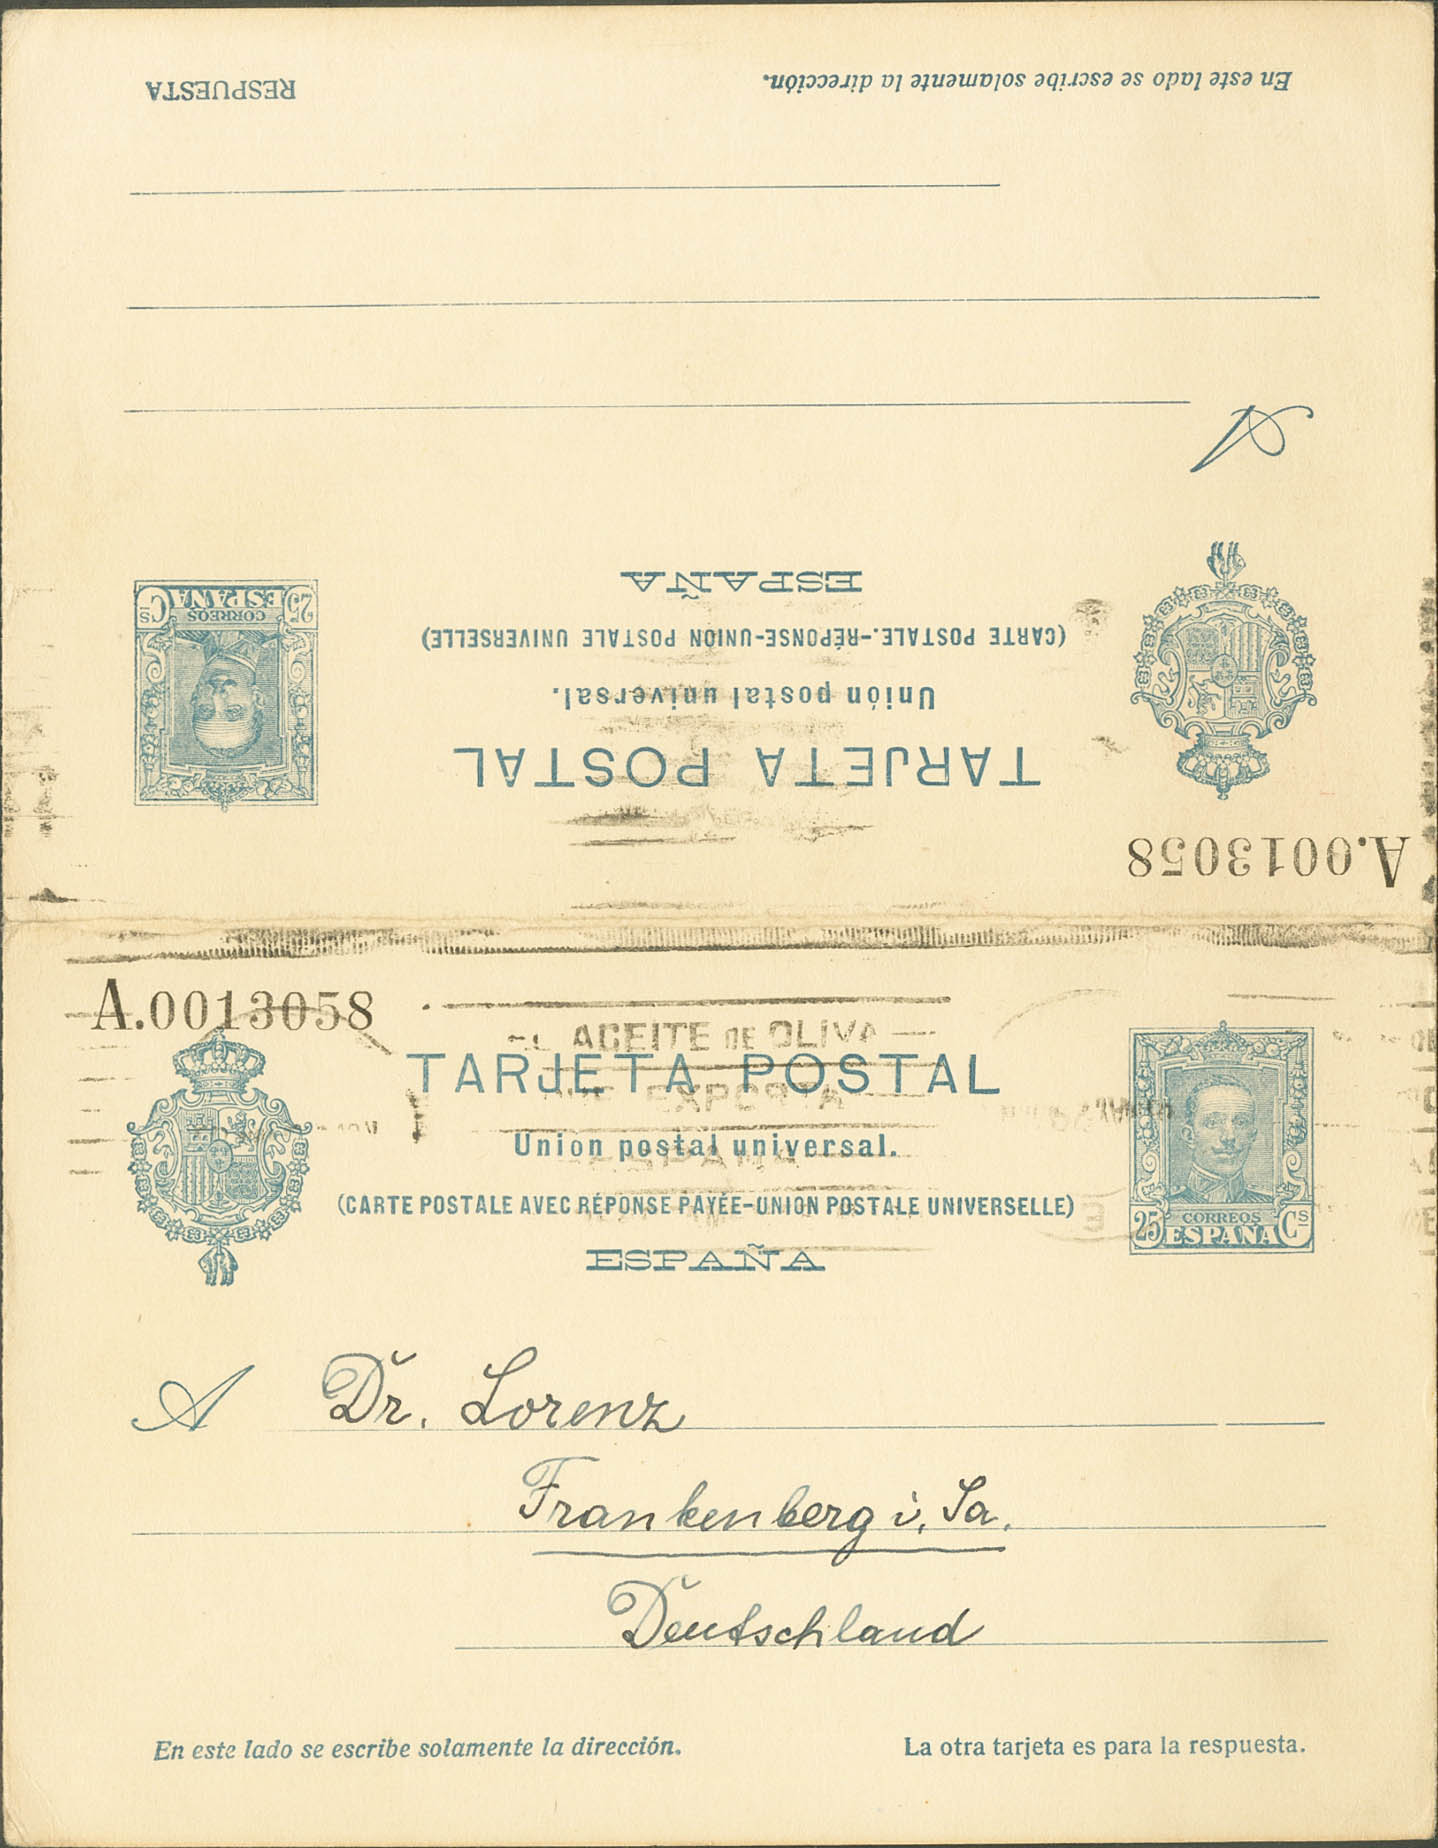 RESPUESTA
En este lado se escribe solamente la dirección.
A
ESPAÑA
(CARTE POSTALE.-RÉPONSE-UNION POSTALE UNIVERSELLE)
Unión postal universal.
TARJETA POSTAL
CORREOS
25 ESPAÑA Cs
A.0013058
A.0013058
ACEITE DE OLIVA
EXPORTA
TARJETA POSTAL
Unión postal universal.
(CARTE POSTALE AVEC RÉPONSE PAYÉE-UNION POSTALE UNIVERSELLE)
ESPAÑA
CORREOS
25 ESPAÑA Cs
A Dr. Lorenz
Frankenberg i. Sa.
Deutschland
En este lado se escribe solamente la dirección.
La otra tarjeta es para la respuesta.